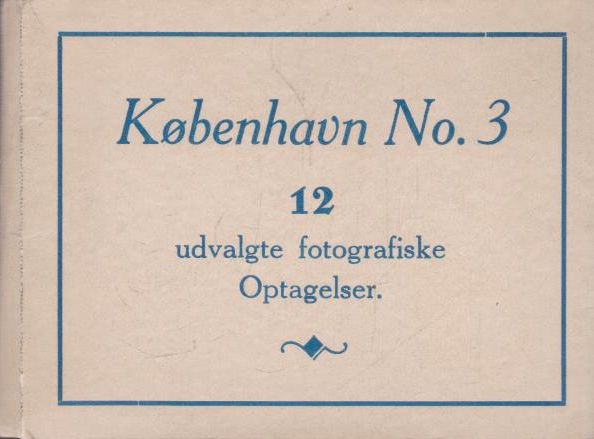 København No. 3
12
udvalgte fotografiske
Optagelser.